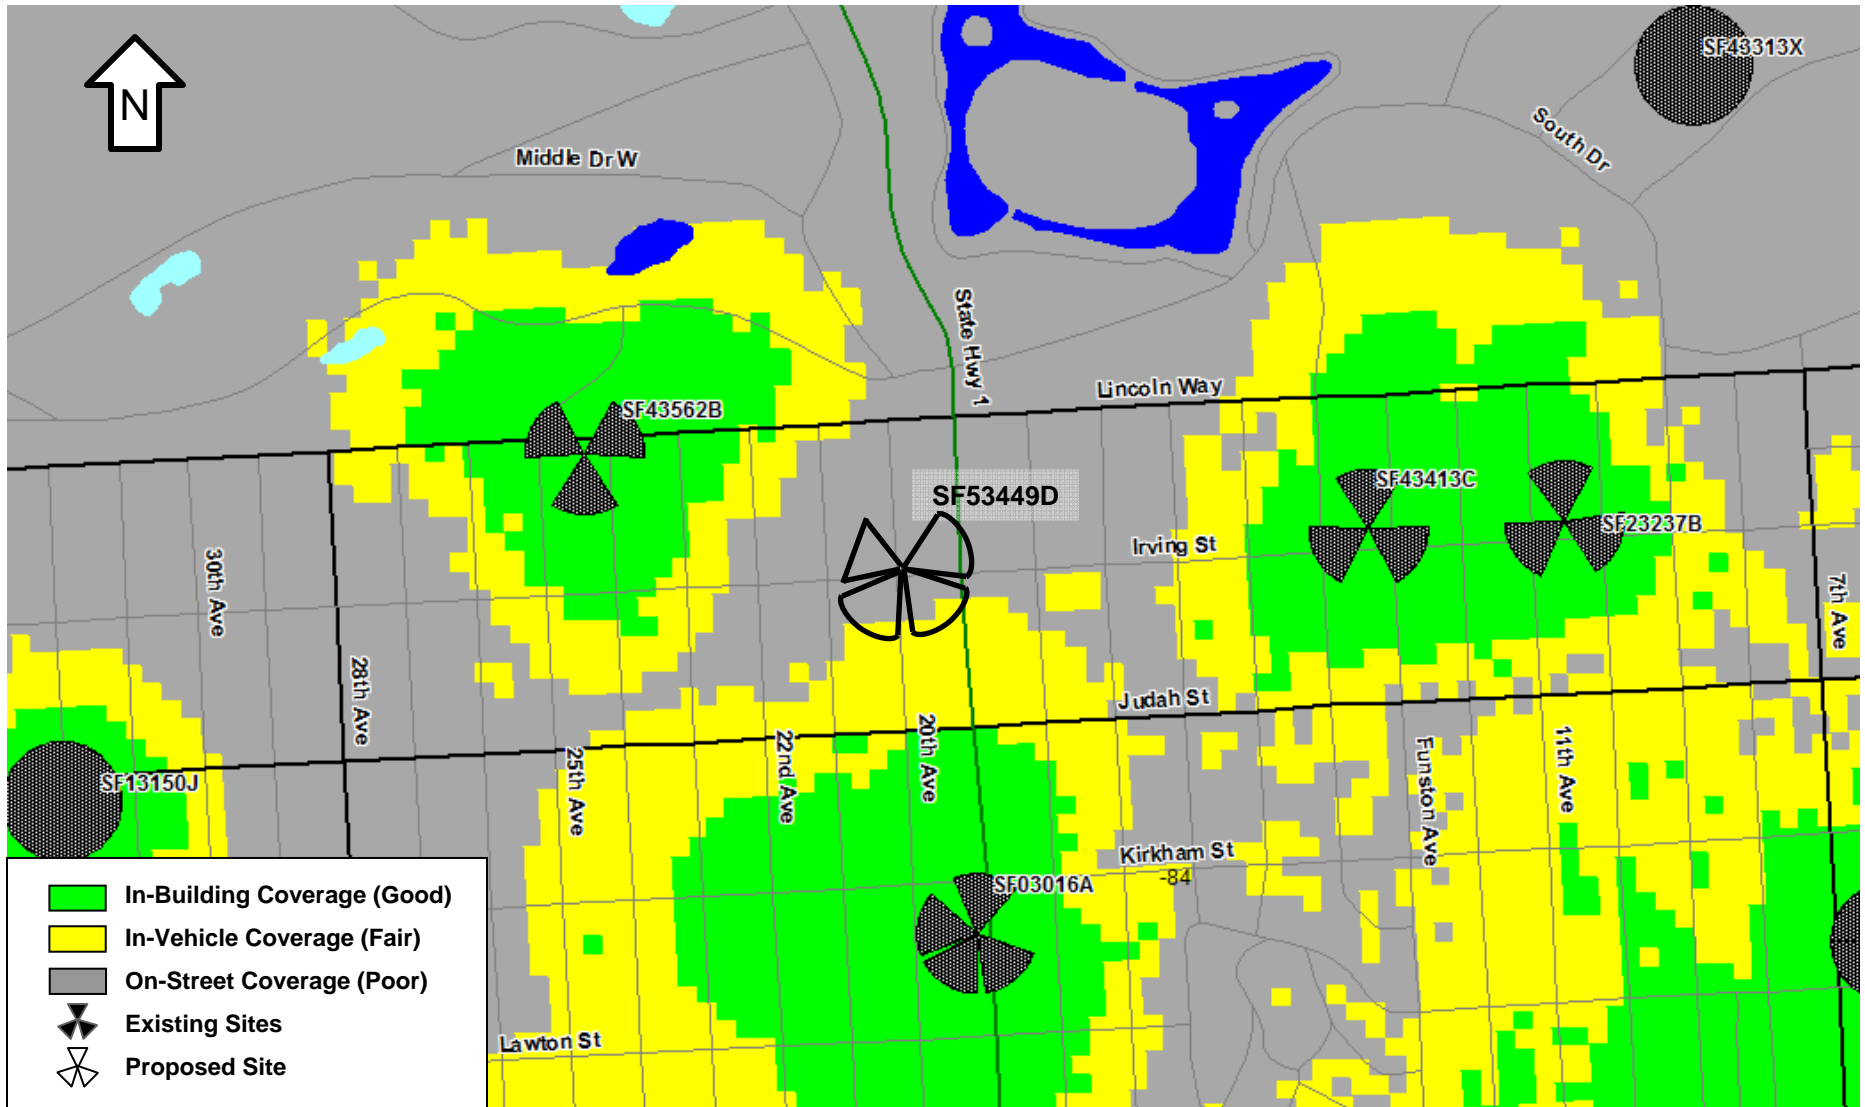 SF43313X
N
South Dr
Middle Dr W
State Hwy 1
Lincoln Way
SF43562B
SF43413C
SF53449D
SF23237B
Irving St
30th Ave
7th Ave
28th Ave
Judah St
20th Ave
22nd Ave
25th Ave
Funston Ave
11th Ave
SF13150J
Kirkham St
-84
SF03016A
Lawton St
In-Building Coverage (Good)
In-Vehicle Coverage (Fair)
On-Street Coverage (Poor)
Existing Sites
Proposed Site